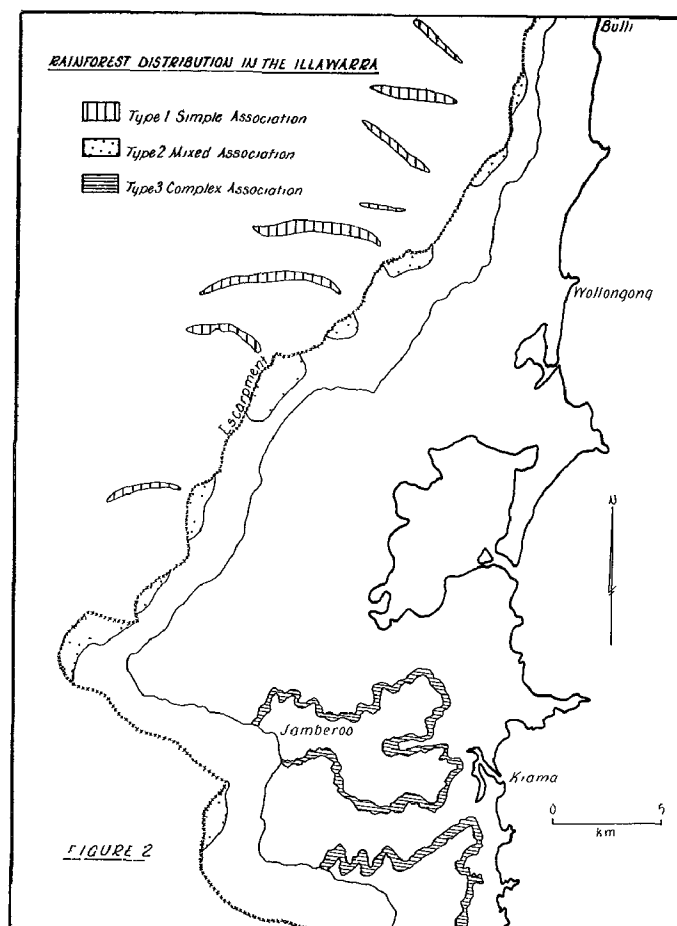 Bulli
RAINFOREST DISTRIBUTION IN THE ILLAWARRA
Type 1 Simple Association
Type 2 Mixed Association
Type 3 Complex Association
Wollongong
Escarpment
N
Jamberoo
Kiama
0 5
km
FIGURE 2